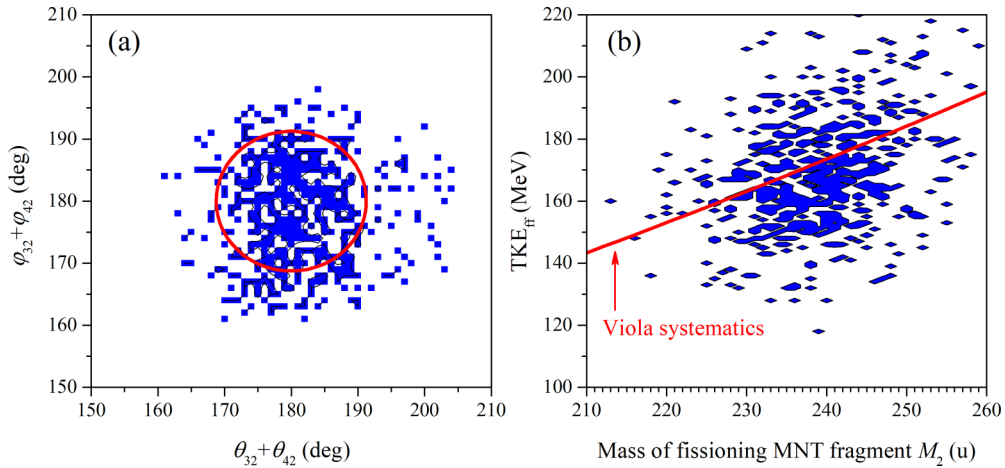 (a)
210
200
190
180
170
160
150
150 160 170 180 190 200 210
φ₃₂+φ₄₂ (deg)
θ₃₂+θ₄₂ (deg)
(b)
220
200
180
160
140
120
100
210 220 230 240 250 260
TKE_ff (MeV)
Viola systematics
Mass of fissioning MNT fragment M₂ (u)